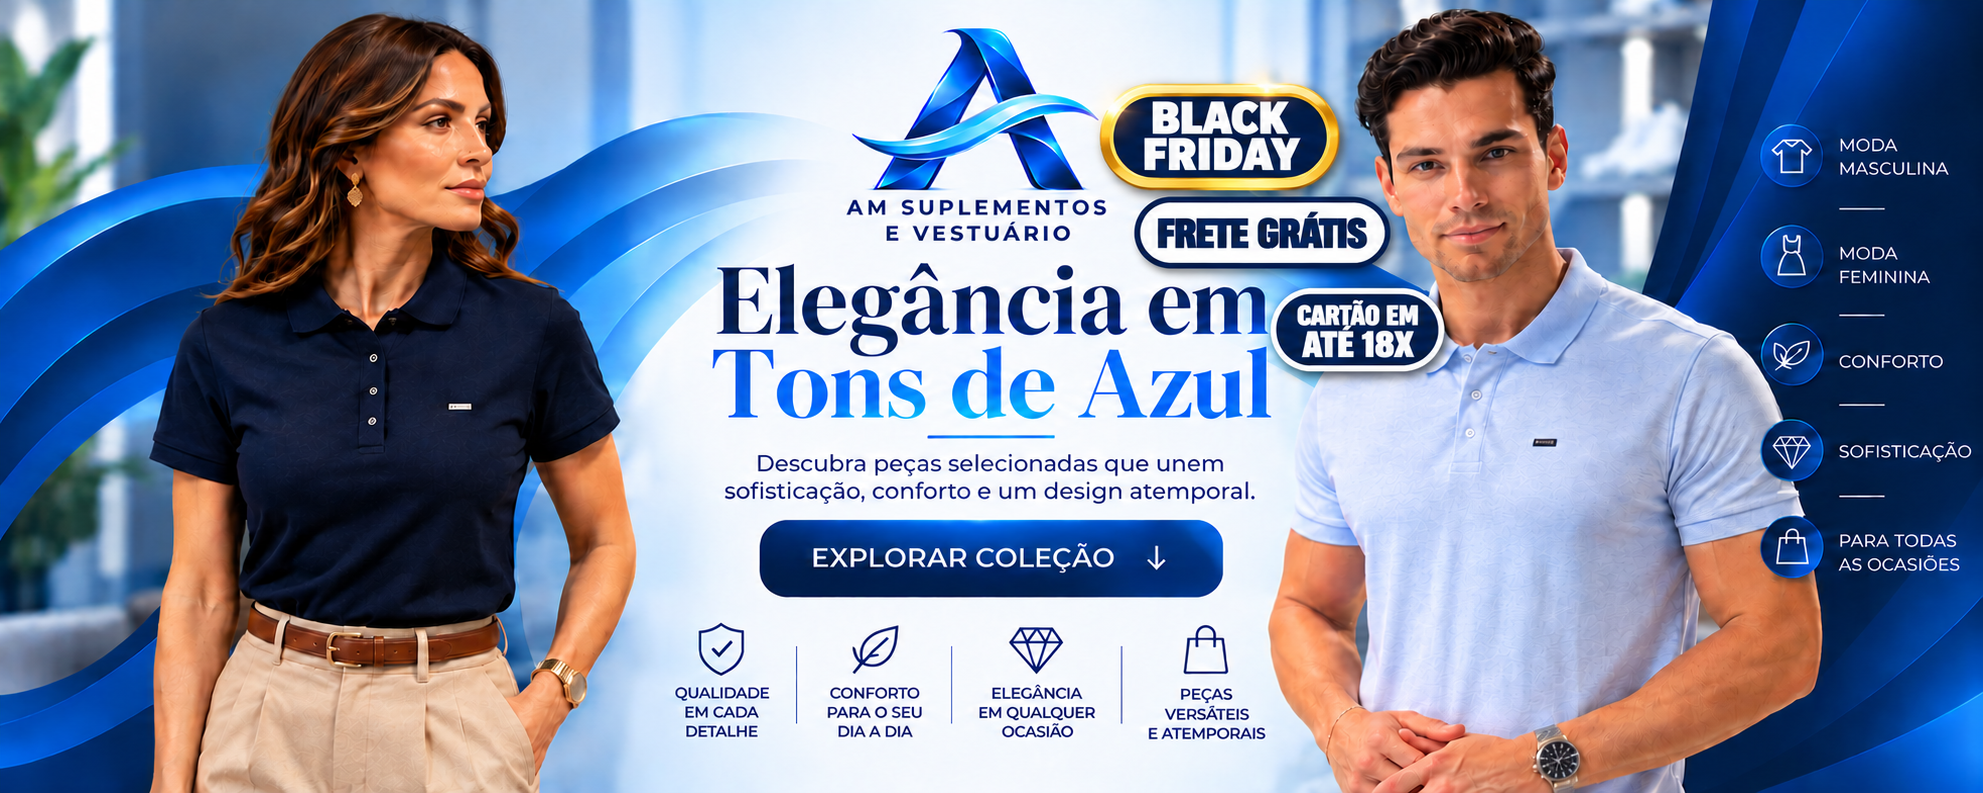 AM SUPLEMENTOS
E VESTUÁRIO
BLACK
FRIDAY
FRETE GRÁTIS
CARTÃO EM
ATÉ 18X
Elegância em
Tons de Azul
Descubra peças selecionadas que unem
sofisticação, conforto e um design atemporal.
EXPLORAR COLEÇÃO
QUALIDADE
EM CADA
DETALHE
CONFORTO
PARA O SEU
DIA A DIA
ELEGÂNCIA
EM QUALQUER
OCASIÃO
PEÇAS
VERSÁTEIS
E ATEMPORAIS
MODA
MASCULINA
MODA
FEMININA
CONFORTO
SOFISTICAÇÃO
PARA TODAS
AS OCASIÕES